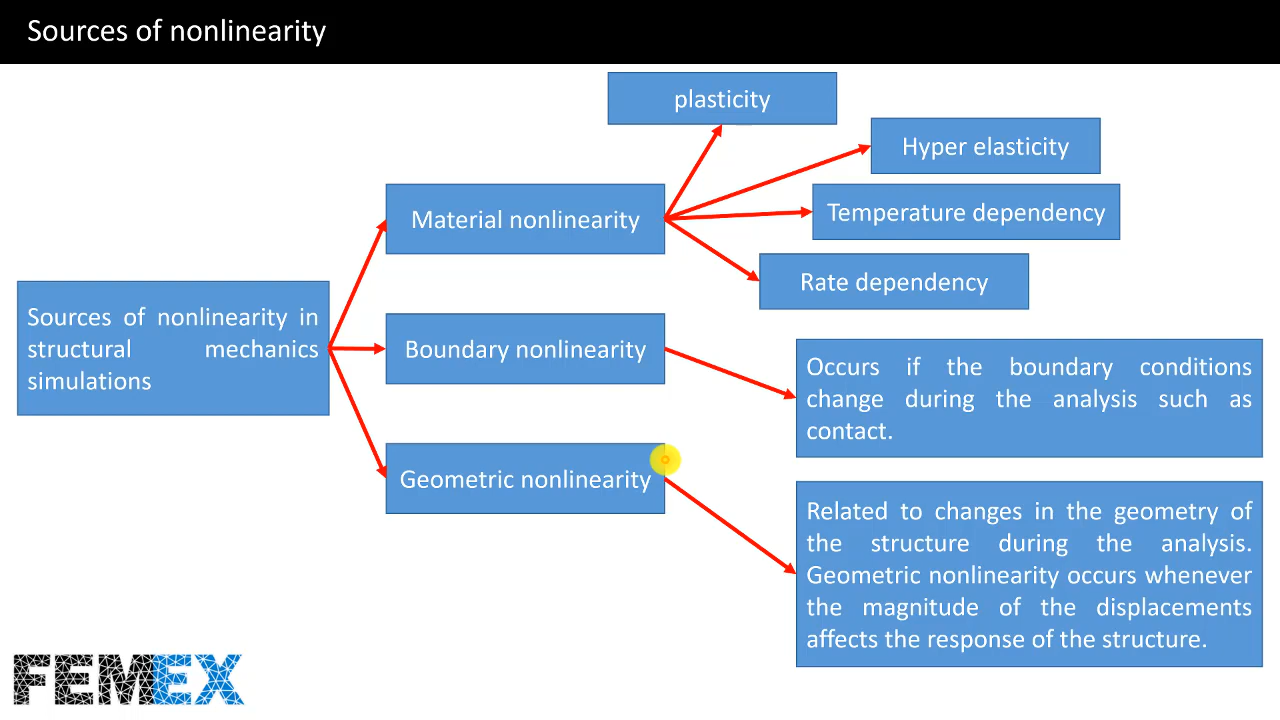 Sources of nonlinearity
plasticity
Hyper elasticity
Material nonlinearity
Temperature dependency
Rate dependency
Sources of nonlinearity in
structural mechanics
simulations
Boundary nonlinearity
Occurs if the boundary conditions
change during the analysis such as
contact.
Geometric nonlinearity
Related to changes in the geometry of
the structure during the analysis.
Geometric nonlinearity occurs whenever
the magnitude of the displacements
affects the response of the structure.
FEMEX